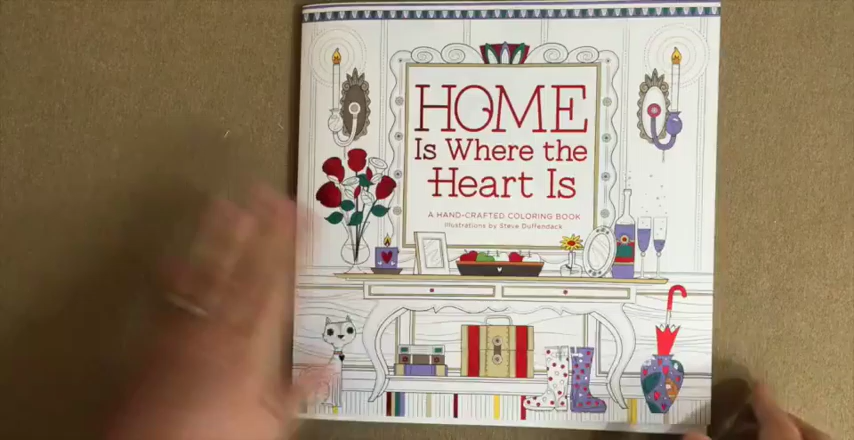 HOME
Is Where the
Heart Is
A HAND-CRAFTED COLORING BOOK
Illustrations by Steve Duffendack